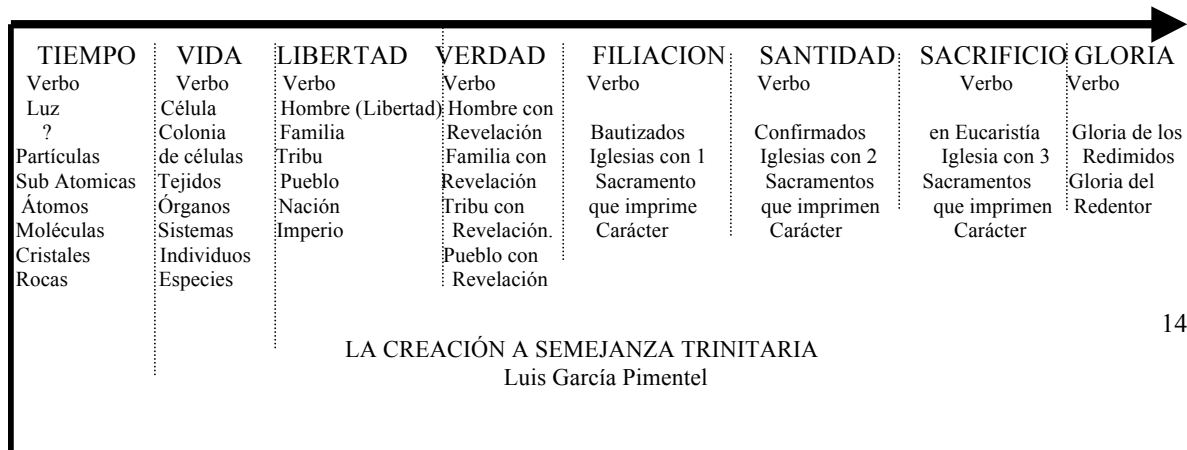 TIEMPO VIDA LIBERTAD VERDAD FILIACION SANTIDAD SACRIFICIO GLORIA
Verbo Verbo Verbo Verbo Verbo Verbo Verbo Verbo
Luz Célula Hombre (Libertad) Hombre con
? Colonia Familia Revelación Bautizados Confirmados en Eucaristía Gloria de los
Partículas de células Tribu Familia con Iglesias con 1 Iglesias con 2 Iglesia con 3 Redimidos
Sub Atomicas Tejidos Pueblo Revelación Sacramento Sacramentos Sacramentos Gloria del
Átomos Órganos Nación Tribu con que imprime que imprimen que imprimen Redentor
Moléculas Sistemas Imperio Revelación. Carácter Carácter Carácter
Cristales Individuos Pueblo con
Rocas Especies Revelación
14
LA CREACIÓN A SEMEJANZA TRINITARIA
Luis García Pimentel